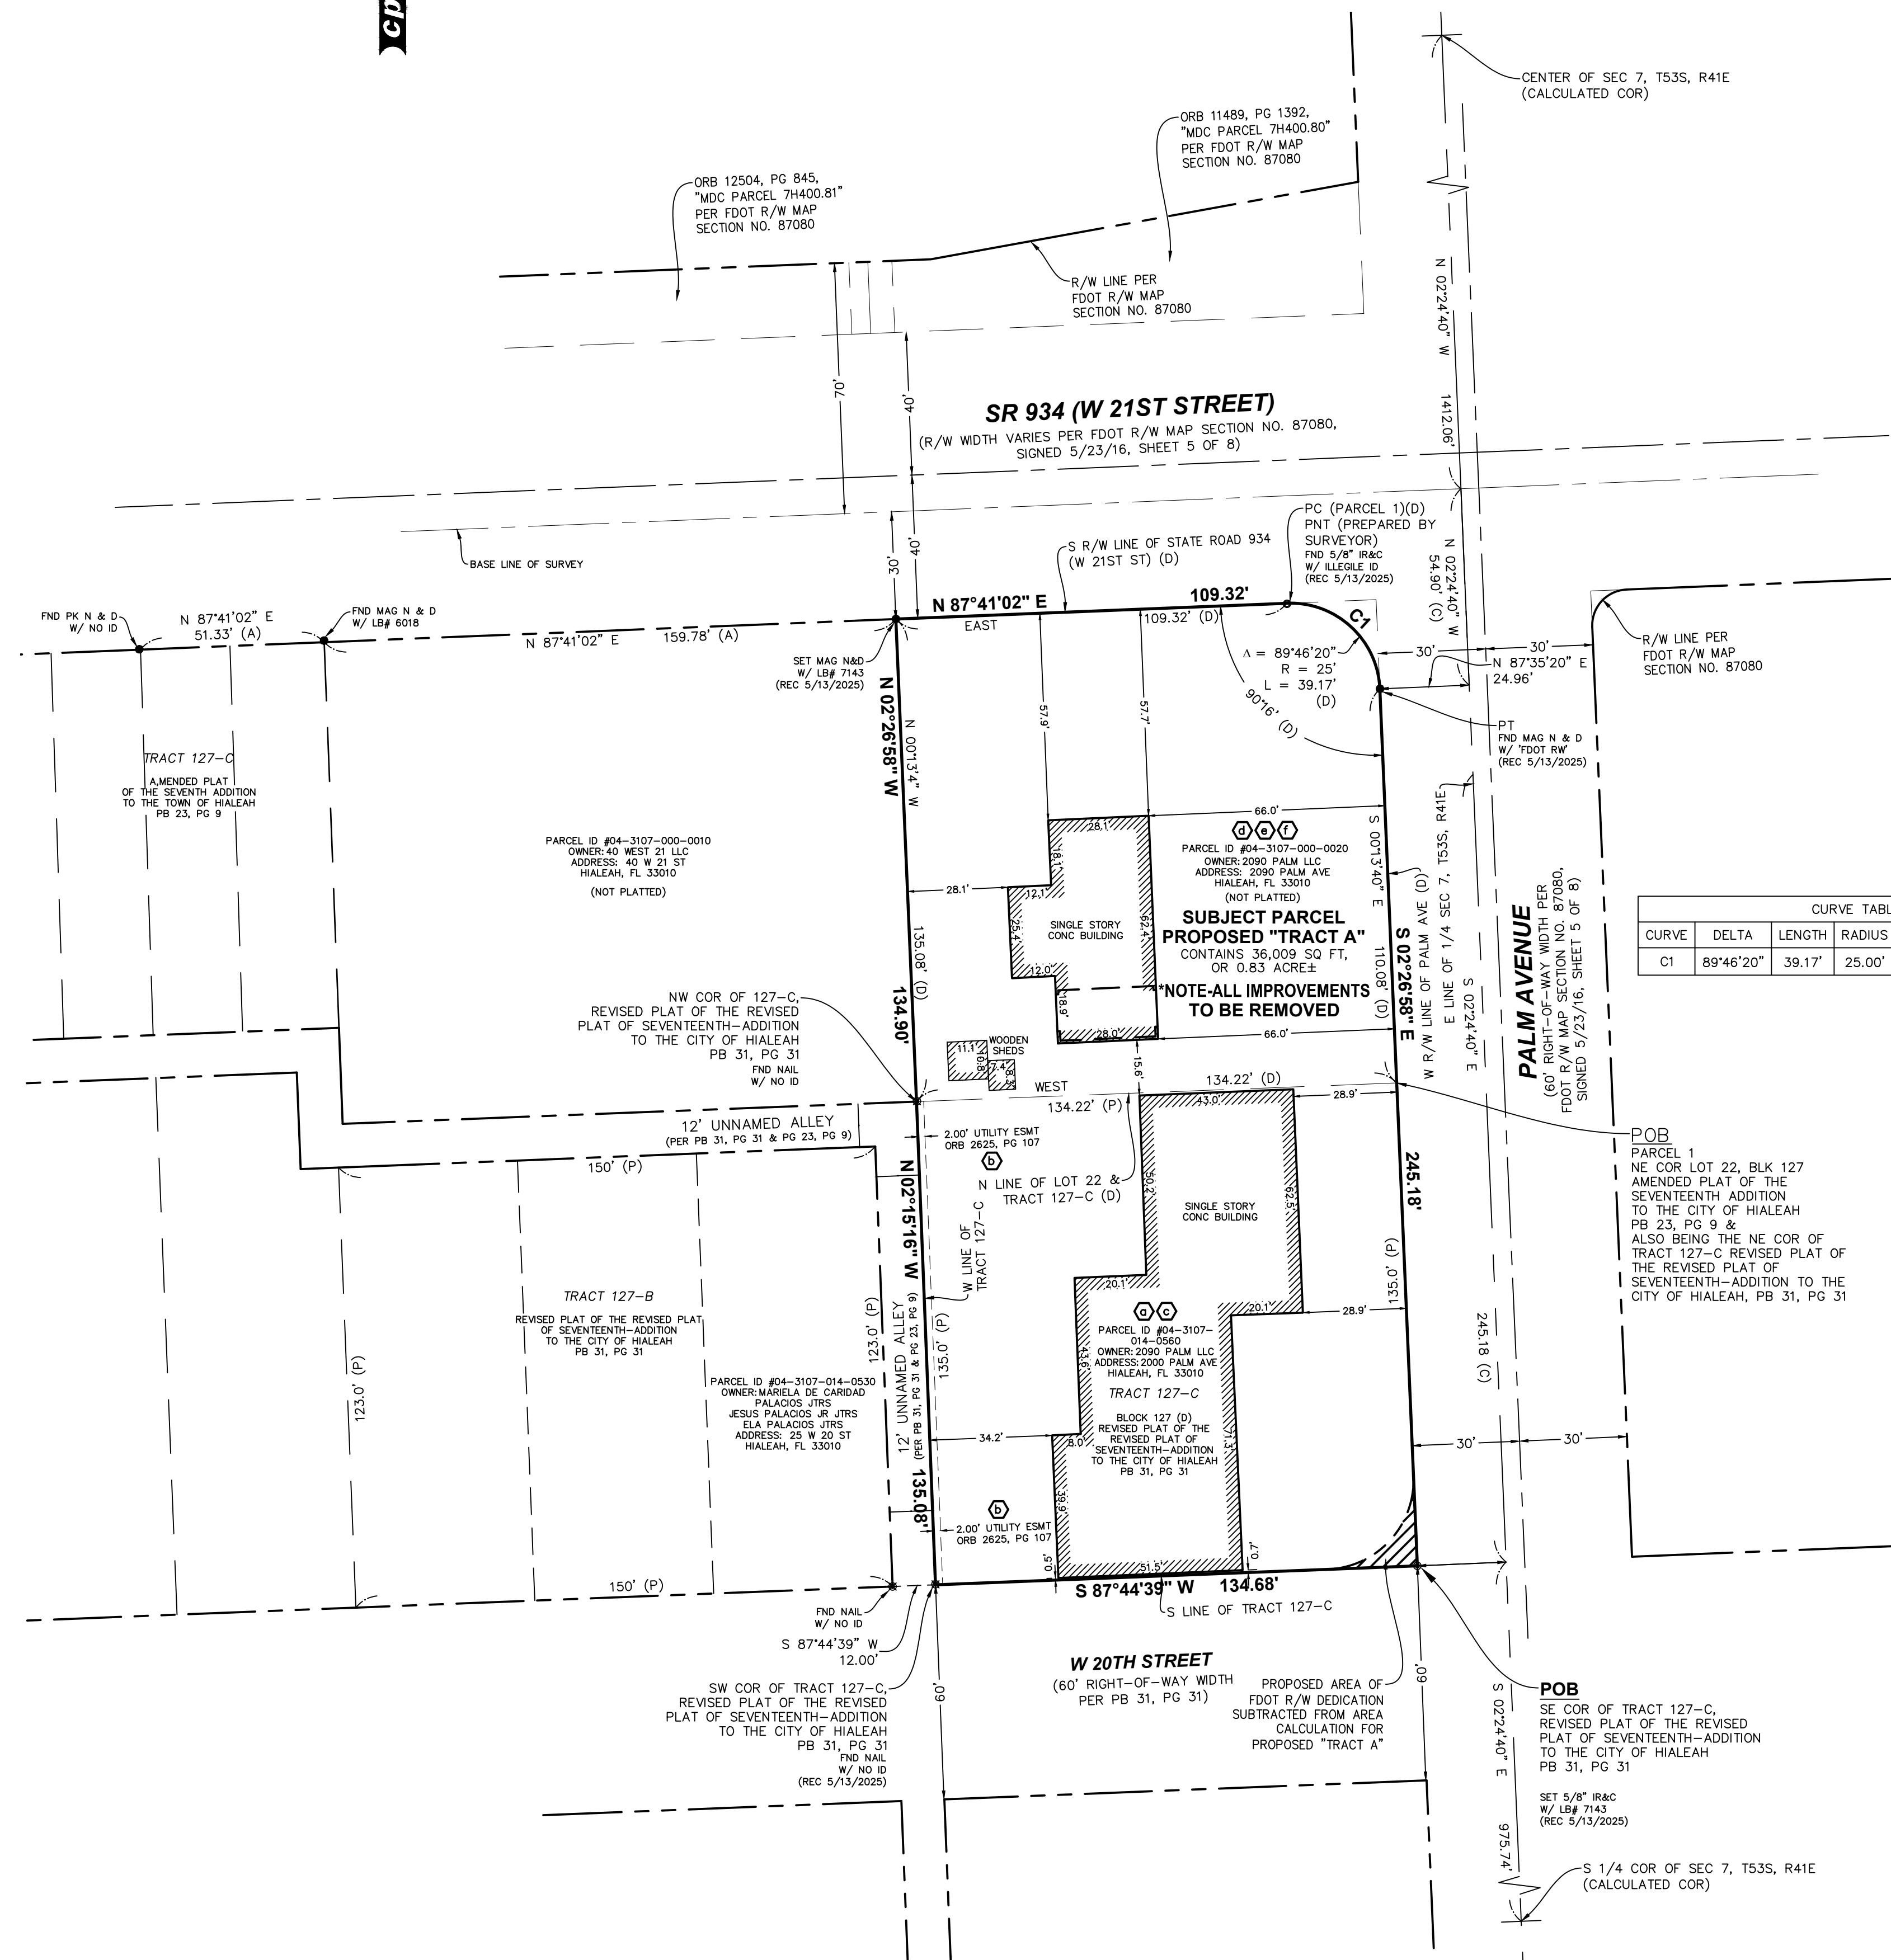 cp
CENTER OF SEC 7, T53S, R41E
(CALCULATED COR)
ORB 11489, PG 1392,
"MDC PARCEL 7H400.80"
PER FDOT R/W MAP
SECTION NO. 87080
ORB 12504, PG 845,
"MDC PARCEL 7H400.81"
PER FDOT R/W MAP
SECTION NO. 87080
R/W LINE PER
FDOT R/W MAP
SECTION NO. 87080
N 02°24'40" W
1412.06'
70'
40'
SR 934 (W 21ST STREET)
(R/W WIDTH VARIES PER FDOT R/W MAP SECTION NO. 87080,
SIGNED 5/23/16, SHEET 5 OF 8)
BASE LINE OF SURVEY
30'
40'
S R/W LINE OF STATE ROAD 934
(W 21ST ST) (D)
PC (PARCEL 1)(D)
PNT (PREPARED BY
SURVEYOR)
FND 5/8" IR&C
W/ ILLEGILE ID
(REC 5/13/2025)
N 02°24'40" W
54.90' (C)
FND PK N & D
W/ NO ID
N 87°41'02" E
51.33' (A)
FND MAG N & D
W/ LB# 6018
N 87°41'02" E
159.78' (A)
N 87°41'02" E
109.32'
EAST
109.32' (D)
C1
SET MAG N&D
W/ LB# 7143
(REC 5/13/2025)
Δ = 89°46'20"
R = 25'
L = 39.17'
(D)
90°16' (D)
30'
30'
N 87°35'20" E
24.96'
R/W LINE PER
FDOT R/W MAP
SECTION NO. 87080
PT
FND MAG N & D
W/ 'FDOT RW'
(REC 5/13/2025)
N 02°26'58" W
N 00°13'4" W
57.9'
57.7'
TRACT 127-C
A,MENDED PLAT
OF THE SEVENTH ADDITION
TO THE TOWN OF HIALEAH
PB 23, PG 9
PARCEL ID #04-3107-000-0010
OWNER: 40 WEST 21 LLC
ADDRESS: 40 W 21 ST
HIALEAH, FL 33010
(NOT PLATTED)
66.0'
d e f
PARCEL ID #04-3107-000-0020
OWNER: 2090 PALM LLC
ADDRESS: 2090 PALM AVE
HIALEAH, FL 33010
(NOT PLATTED)
SUBJECT PARCEL
PROPOSED "TRACT A"
CONTAINS 36,009 SQ FT,
OR 0.83 ACRE±
*NOTE-ALL IMPROVEMENTS
TO BE REMOVED
28.1'
18.1'
12.1'
28.1'
25.4'
SINGLE STORY
CONC BUILDING
62.4'
12.0'
18.9'
28.0'
66.0'
S 00°13'40" E
110.08' (D)
S 02°26'58" E
W R/W LINE OF PALM AVE (D)
E LINE OF 1/4 SEC 7, T53S, R41E
S 02°24'40" E
PALM AVENUE
(60' RIGHT-OF-WAY WIDTH PER
FDOT R/W MAP SECTION NO. 87080,
SIGNED 5/23/16, SHEET 5 OF 8)
CURVE TABL
CURVE DELTA LENGTH RADIUS
C1 89°46'20" 39.17' 25.00'
135.08' (D)
134.90'
NW COR OF 127-C,
REVISED PLAT OF THE REVISED
PLAT OF SEVENTEENTH-ADDITION
TO THE CITY OF HIALEAH
PB 31, PG 31
FND NAIL
W/ NO ID
WOODEN
SHEDS
11.1'
10.8'
7.4'
8.5'
15.6'
WEST
134.22' (P)
134.22' (D)
43.0'
28.9'
12' UNNAMED ALLEY
(PER PB 31, PG 31 & PG 23, PG 9)
150' (P)
2.00' UTILITY ESMT
ORB 2625, PG 107
b
N LINE OF LOT 22 &
TRACT 127-C (D)
POB
PARCEL 1
NE COR LOT 22, BLK 127
AMENDED PLAT OF THE
SEVENTEENTH ADDITION
TO THE CITY OF HIALEAH
PB 23, PG 9 &
ALSO BEING THE NE COR OF
TRACT 127-C REVISED PLAT OF
THE REVISED PLAT OF
SEVENTEENTH-ADDITION TO THE
CITY OF HIALEAH, PB 31, PG 31
50.2'
SINGLE STORY
CONC BUILDING
62.5'
245.18'
N 02°15'16" W
W LINE OF
TRACT 127-C
20.1'
20.1'
28.9'
135.0' (P)
245.18 (C)
TRACT 127-B
REVISED PLAT OF THE REVISED PLAT
OF SEVENTEENTH-ADDITION
TO THE CITY OF HIALEAH
PB 31, PG 31
123.0' (P)
123.0' (P)
12' UNNAMED ALLEY
(PER PB 31, PG 31 & PG 23, PG 9)
135.0' (P)
135.08'
PARCEL ID #04-3107-014-0530
OWNER: MARIELA DE CARIDAD
PALACIOS JTRS
JESUS PALACIOS JR JTRS
ELA PALACIOS JTRS
ADDRESS: 25 W 20 ST
HIALEAH, FL 33010
a c
PARCEL ID #04-3107-
014-0560
OWNER: 2090 PALM LLC
ADDRESS: 2000 PALM AVE
HIALEAH, FL 33010
TRACT 127-C
BLOCK 127 (D)
REVISED PLAT OF THE
REVISED PLAT OF
SEVENTEENTH-ADDITION
TO THE CITY OF HIALEAH
PB 31, PG 31
43.6'
71.3'
34.2'
8.0'
39.9'
30'
30'
b
2.00' UTILITY ESMT
ORB 2625, PG 107
0.5'
51.5'
0.7'
150' (P)
S 87°44'39" W
134.68'
S LINE OF TRACT 127-C
FND NAIL
W/ NO ID
S 87°44'39" W
12.00'
SW COR OF TRACT 127-C,
REVISED PLAT OF THE REVISED
PLAT OF SEVENTEENTH-ADDITION
TO THE CITY OF HIALEAH
PB 31, PG 31
FND NAIL
W/ NO ID
(REC 5/13/2025)
60'
W 20TH STREET
(60' RIGHT-OF-WAY WIDTH
PER PB 31, PG 31)
PROPOSED AREA OF
FDOT R/W DEDICATION
SUBTRACTED FROM AREA
CALCULATION FOR
PROPOSED "TRACT A"
60'
S 02°24'40" E
975.74'
POB
SE COR OF TRACT 127-C,
REVISED PLAT OF THE REVISED
PLAT OF SEVENTEENTH-ADDITION
TO THE CITY OF HIALEAH
PB 31, PG 31
SET 5/8" IR&C
W/ LB# 7143
(REC 5/13/2025)
S 1/4 COR OF SEC 7, T53S, R41E
(CALCULATED COR)